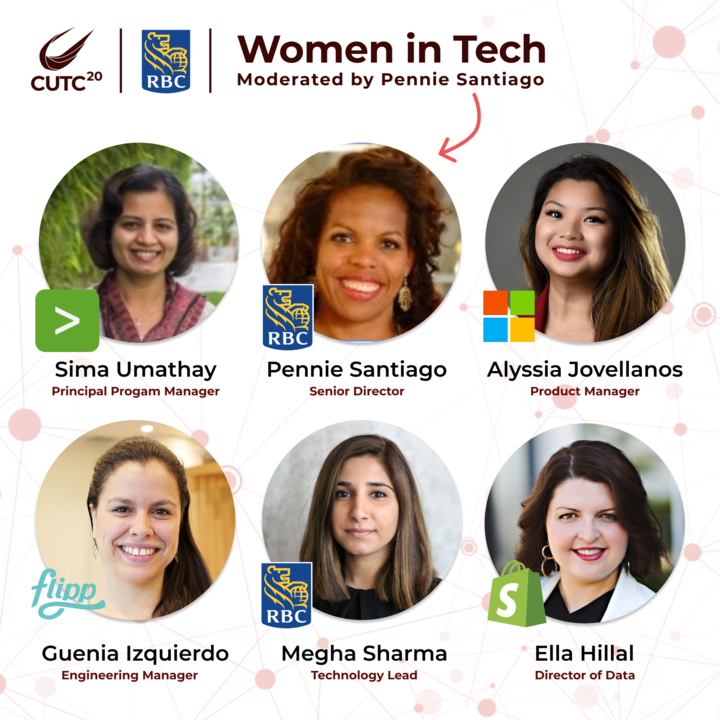 Women in Tech
CUTC20
RBC
Moderated by Pennie Santiago
>
RBC
Sima Umathay
Pennie Santiago
Alyssia Jovellanos
Principal Progam Manager
Senior Director
Product Manager
flipp
RBC
S
Guenia Izquierdo
Megha Sharma
Ella Hillal
Engineering Manager
Technology Lead
Director of Data